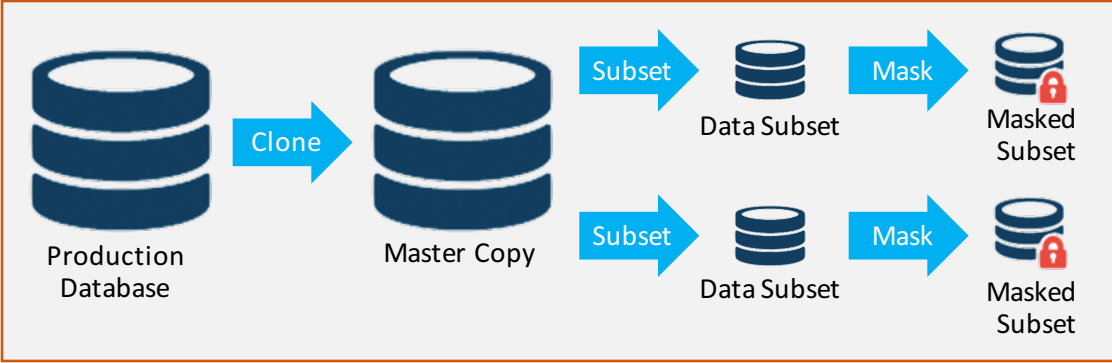 Production
Database
Clone
Master Copy
Subset
Data Subset
Mask
Masked
Subset
Subset
Data Subset
Mask
Masked
Subset